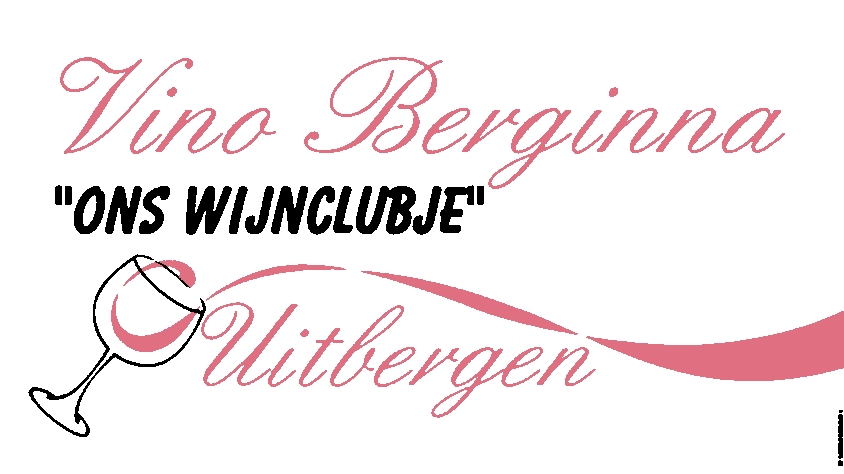 Vino Berginna
"ONS WIJNCLUBJE"
Uitbergen